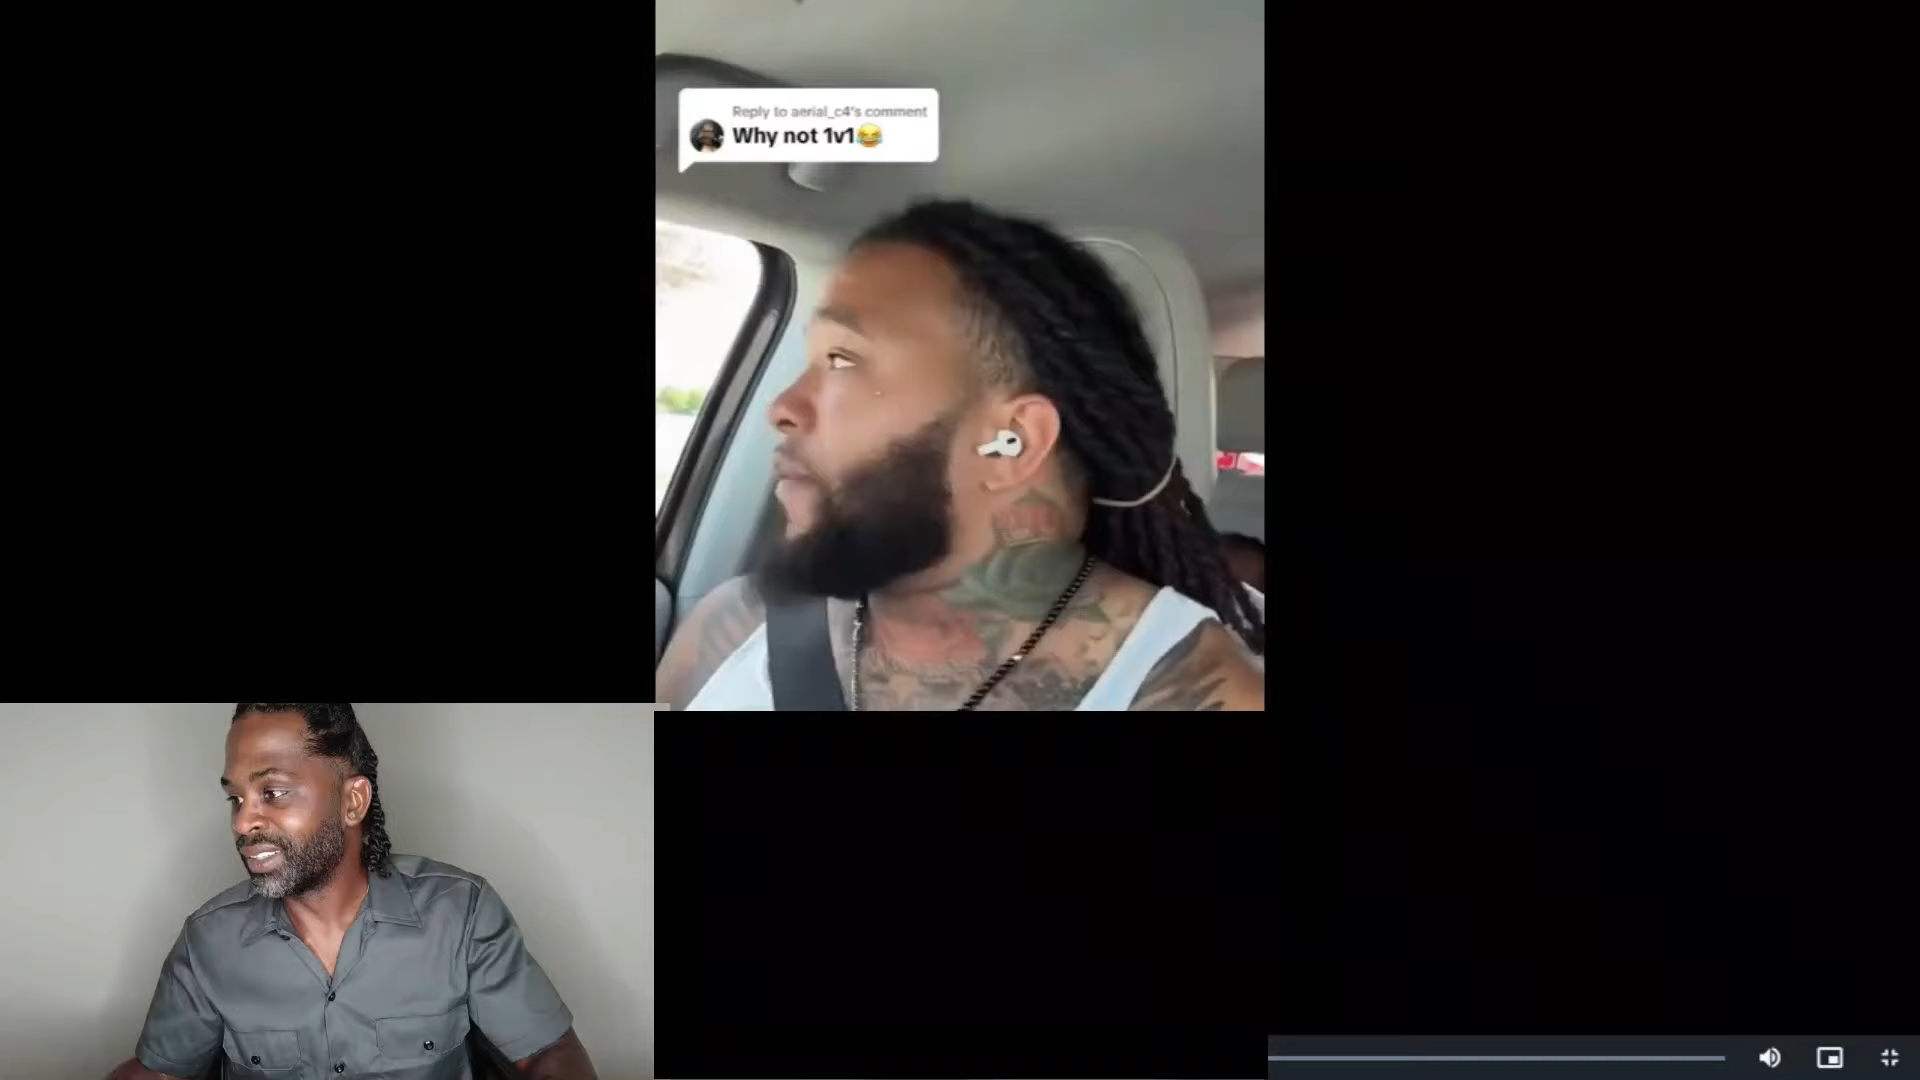 Reply to aerial_c4's comment
Why not 1v1😂